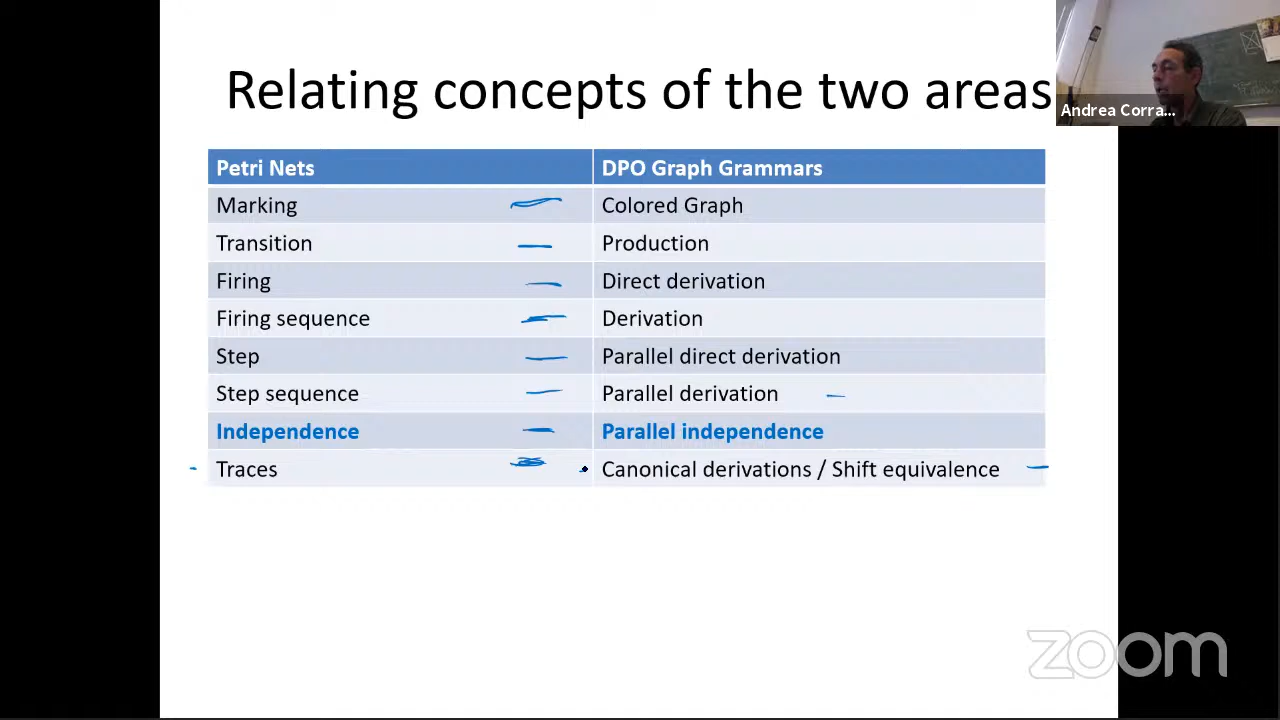 Relating concepts of the two areas
Andrea Corra...
Petri Nets DPO Graph Grammars
Marking Colored Graph
Transition Production
Firing Direct derivation
Firing sequence Derivation
Step Parallel direct derivation
Step sequence Parallel derivation
Independence Parallel independence
Traces Canonical derivations / Shift equivalence
zoom